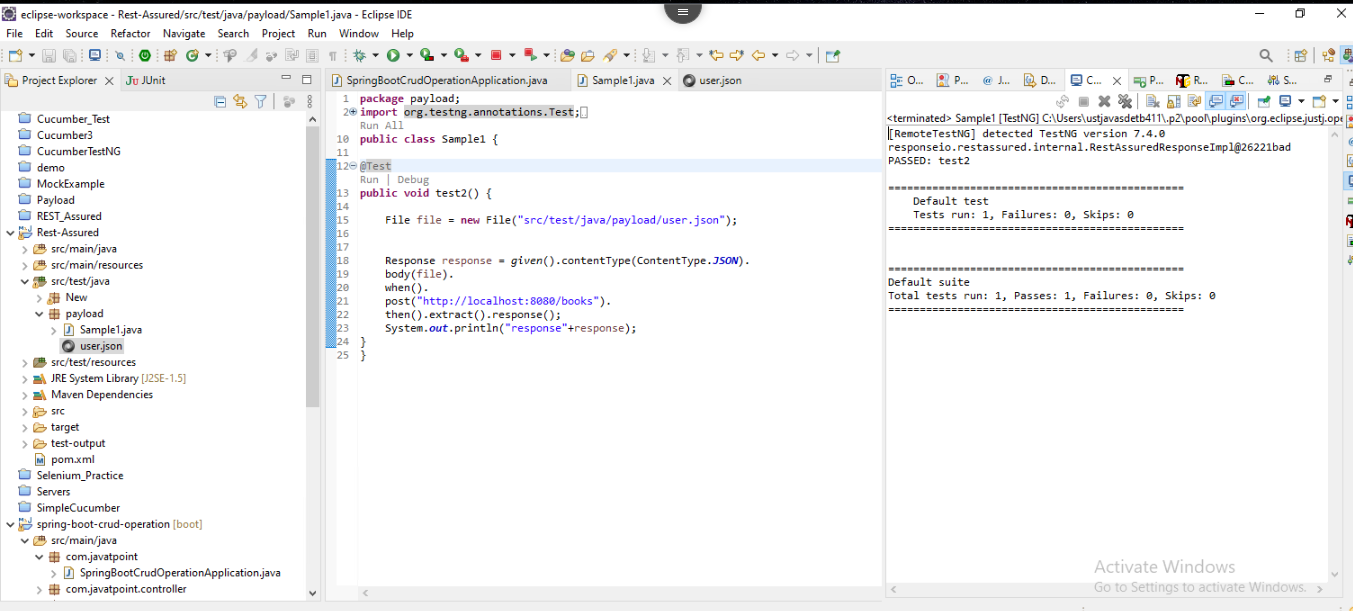 eclipse-workspace - Rest-Assured/src/test/java/payload/Sample1.java - Eclipse IDE
File Edit Source Refactor Navigate Search Project Run Window Help
Project Explorer
JUnit
Cucumber_Test
Cucumber3
CucumberTestNG
demo
MockExample
Payload
REST_Assured
Rest-Assured
src/main/java
src/main/resources
src/test/java
New
payload
Sample1.java
user.json
src/test/resources
JRE System Library [J2SE-1.5]
Maven Dependencies
src
target
test-output
pom.xml
Selenium_Practice
Servers
SimpleCucumber
spring-boot-crud-operation [boot]
src/main/java
com.javatpoint
SpringBootCrudOperationApplication.java
com.javatpoint.controller
SpringBootCrudOperationApplication.java Sample1.java user.json
1 package payload;
2 import org.testng.annotations.Test;
Run All
10 public class Sample1 {
11
12 @Test
Run | Debug
13 public void test2() {
14
15 File file = new File("src/test/java/payload/user.json");
16
17
18 Response response = given().contentType(ContentType.JSON).
19 body(file).
20 when().
21 post("http://localhost:8080/books").
22 then().extract().response();
23 System.out.println("response"+response);
24 }
25 }
O... P... J... D... C... P... R... C... S...
<terminated> Sample1 [TestNG] C:\Users\ustjavasdetb411\.p2\pool\plugins\org.eclipse.justj.ope
[RemoteTestNG] detected TestNG version 7.4.0
responseio.restassured.internal.RestAssuredResponseImpl@26221bad
PASSED: test2
===============================================
Default test
Tests run: 1, Failures: 0, Skips: 0
===============================================
===============================================
Default suite
Total tests run: 1, Passes: 1, Failures: 0, Skips: 0
===============================================
Activate Windows
Go to Settings to activate Windows.